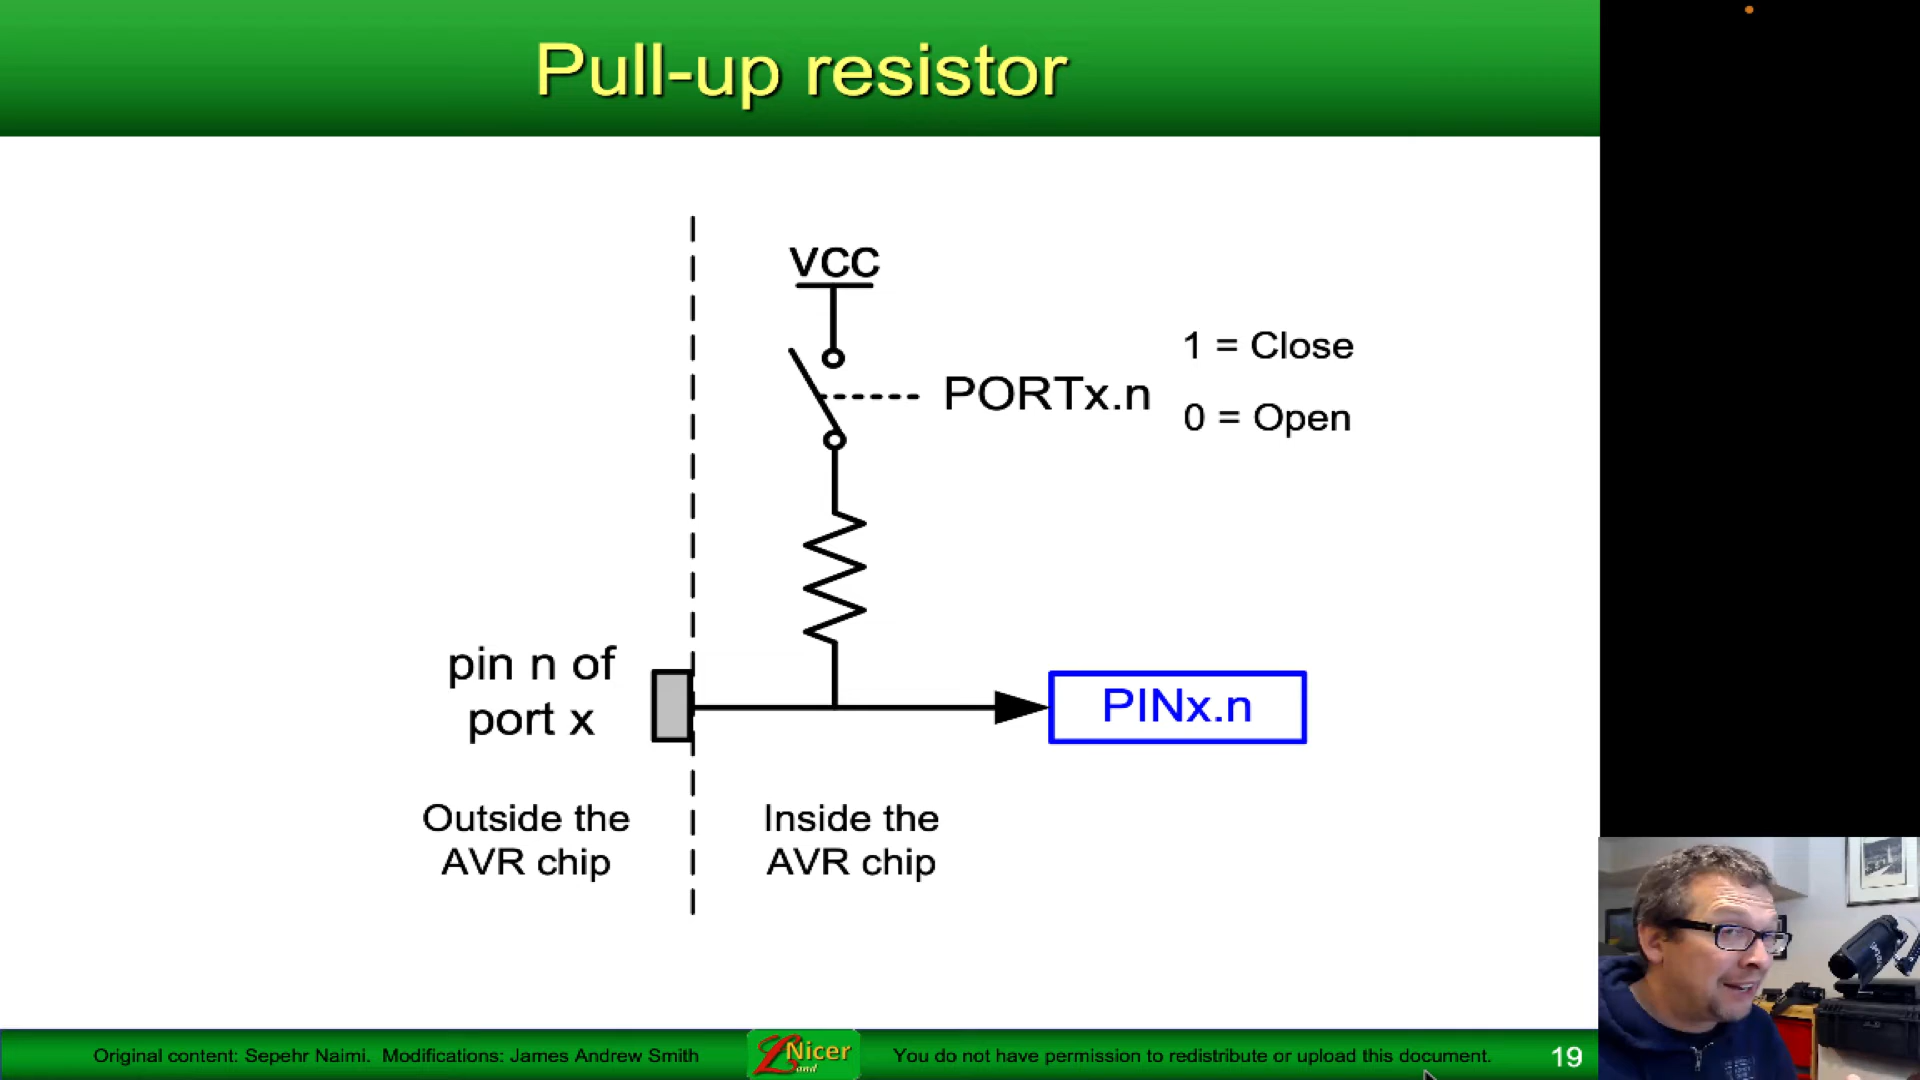 Pull-up resistor
VCC
1 = Close
PORTx.n
0 = Open
pin n of
port x
PINx.n
Outside the
AVR chip
Inside the
AVR chip
Original content: Sepehr Naimi. Modifications: James Andrew Smith
Nicer
Land
You do not have permission to redistribute or upload this document.
19